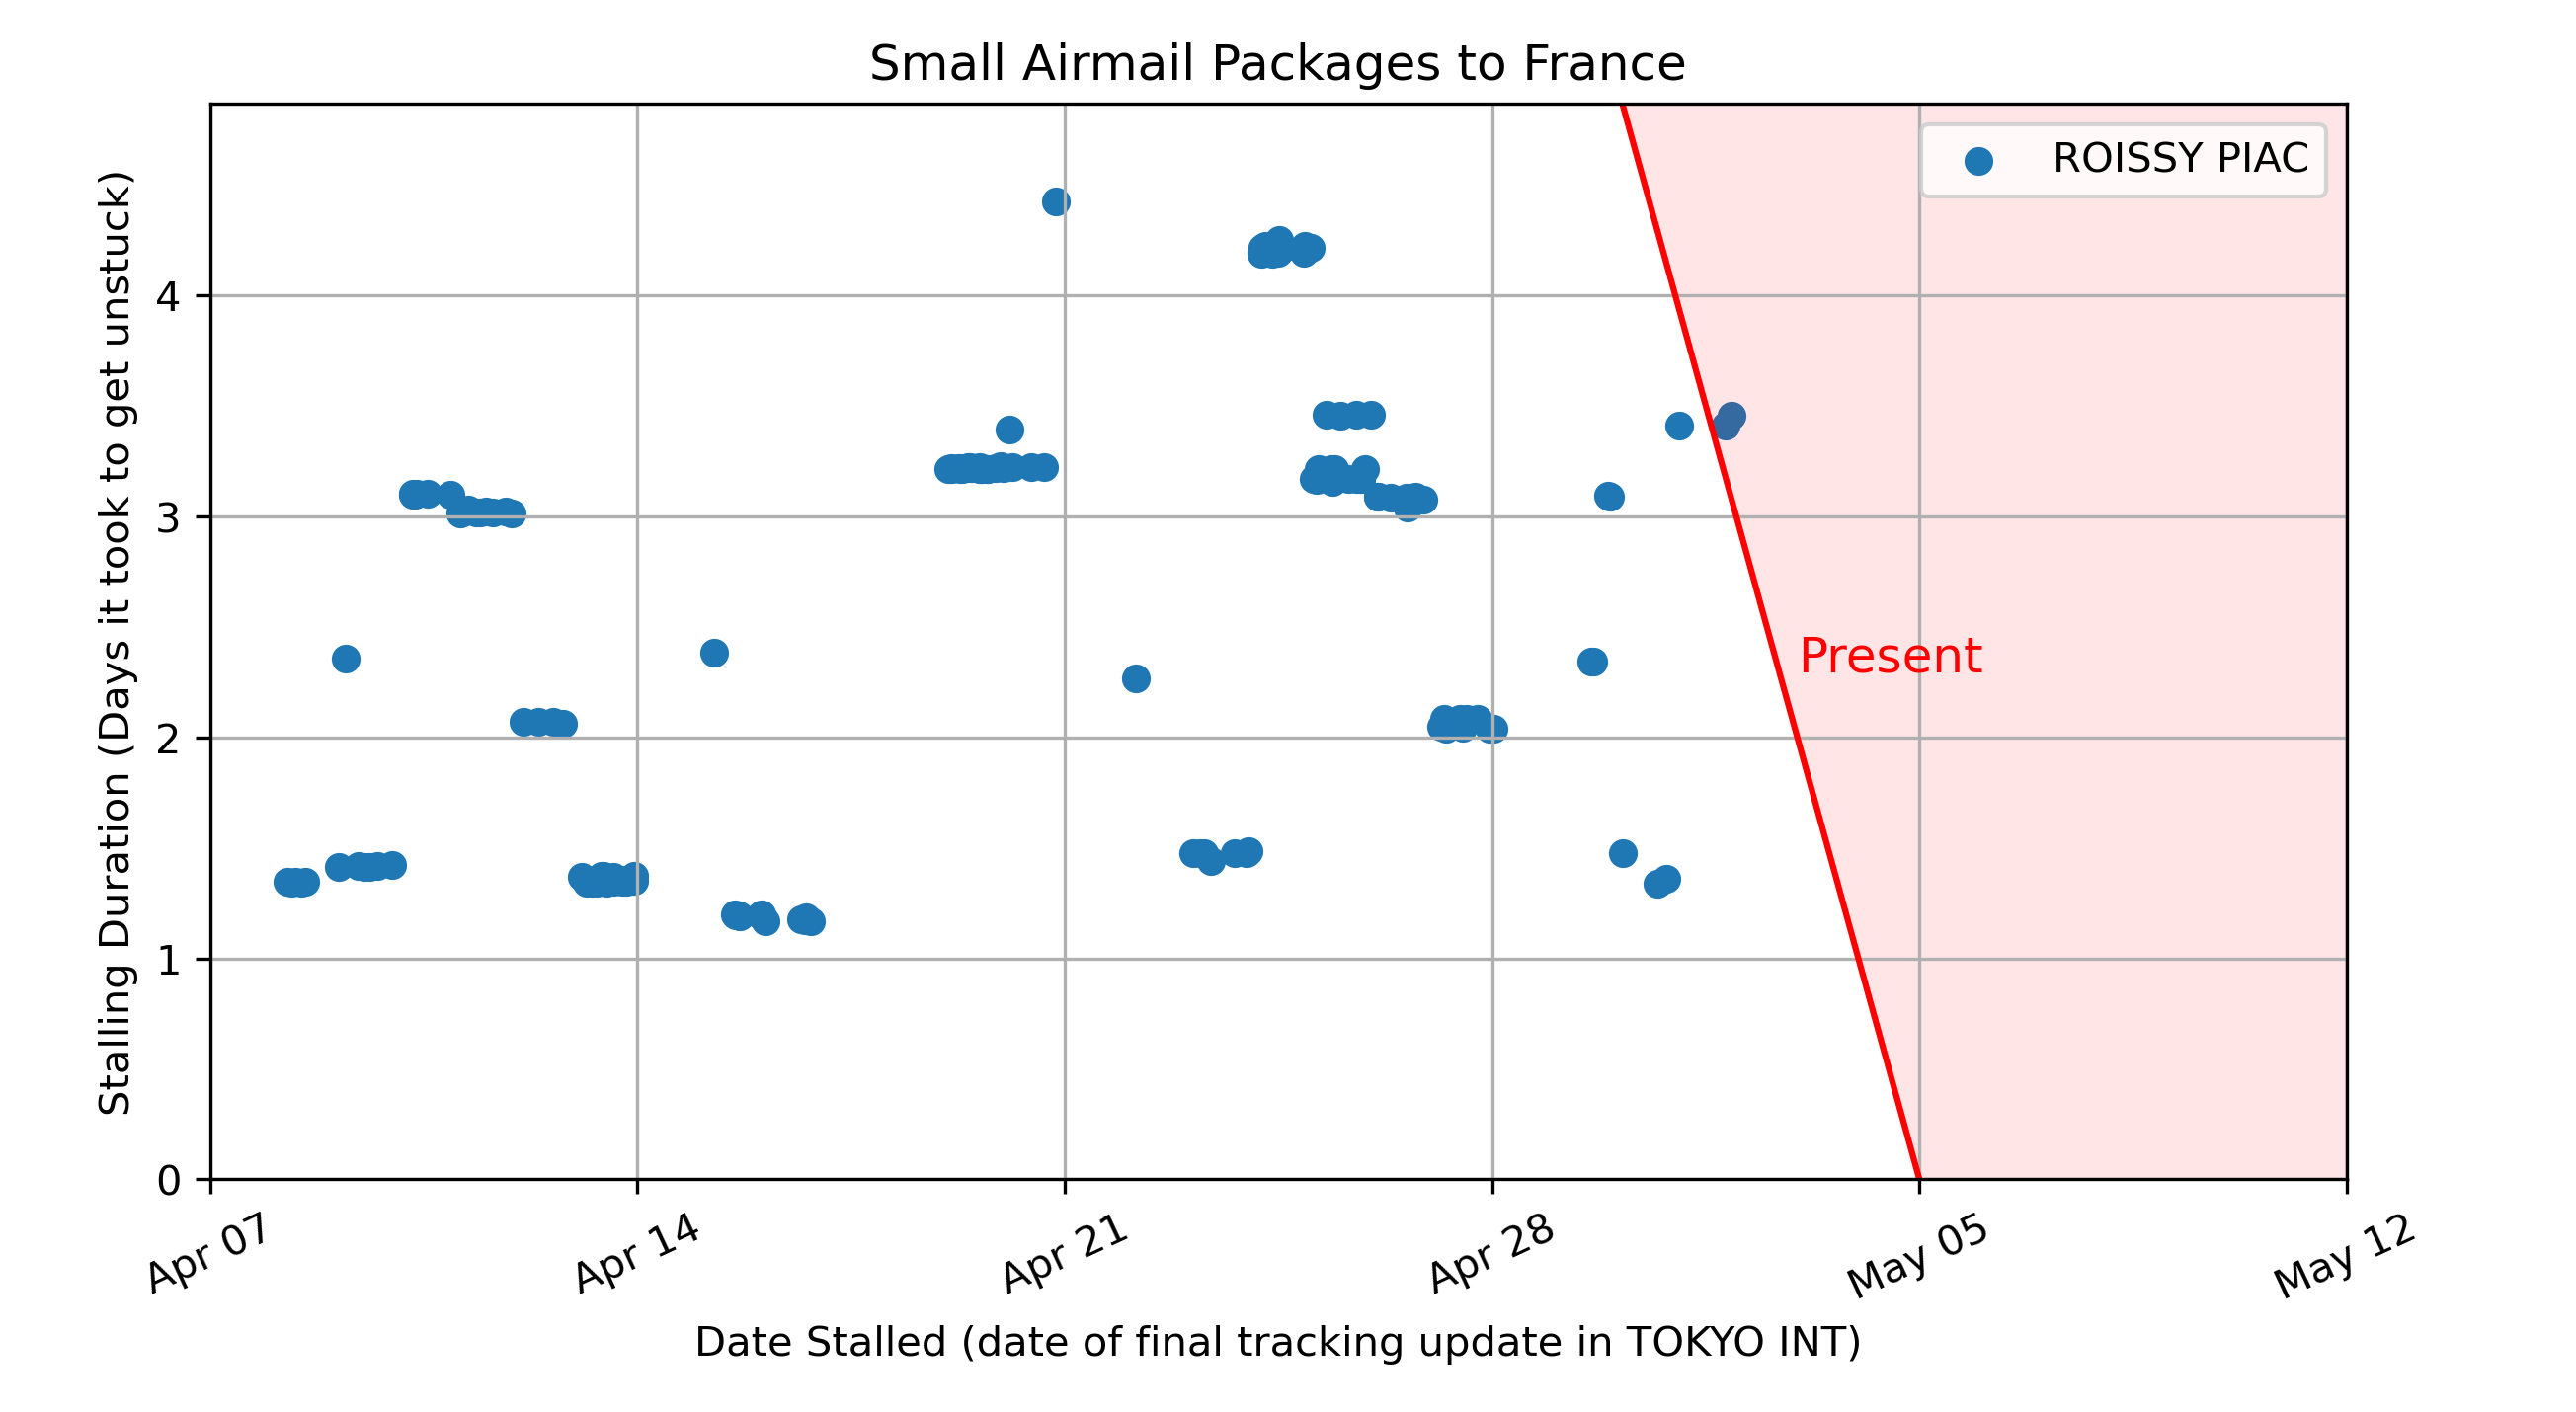 Small Airmail Packages to France
ROISSY PIAC
Stalling Duration (Days it took to get unstuck)
4
3
2
1
0
Present
Apr 07
Apr 14
Apr 21
Apr 28
May 05
May 12
Date Stalled (date of final tracking update in TOKYO INT)